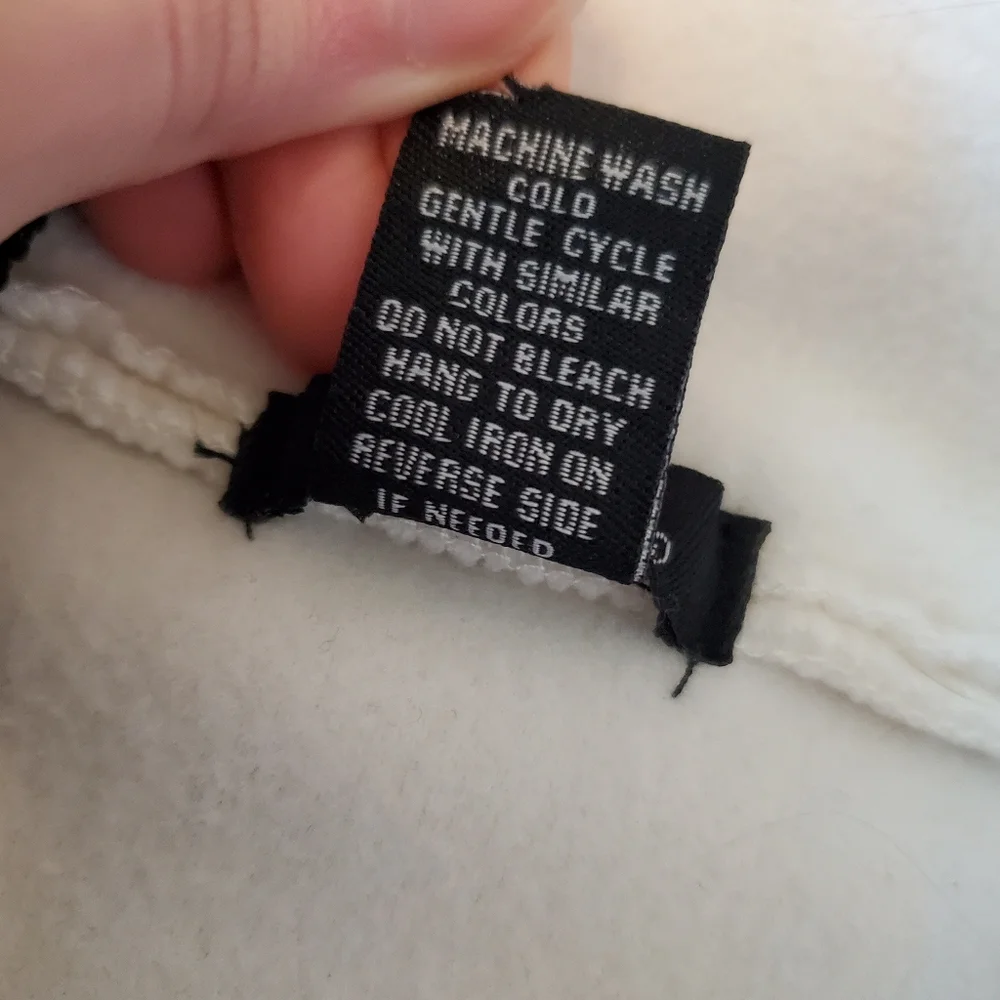 MACHINE WASH
COLD
GENTLE CYCLE
WITH SIMILAR
COLORS
DO NOT BLEACH
HANG TO DRY
COOL IRON ON
REVERSE SIDE
IF NEEDED